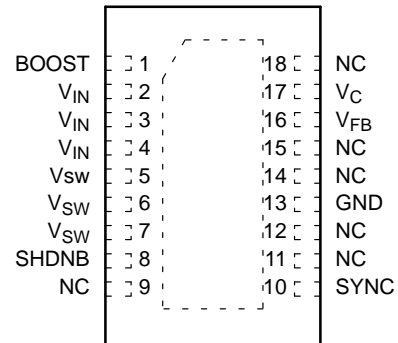 BOOST 1 18 NC
VIN 2 17 VC
VIN 3 16 VFB
VIN 4 15 NC
Vsw 5 14 NC
VSW 6 13 GND
VSW 7 12 NC
SHDNB 8 11 NC
NC 9 10 SYNC